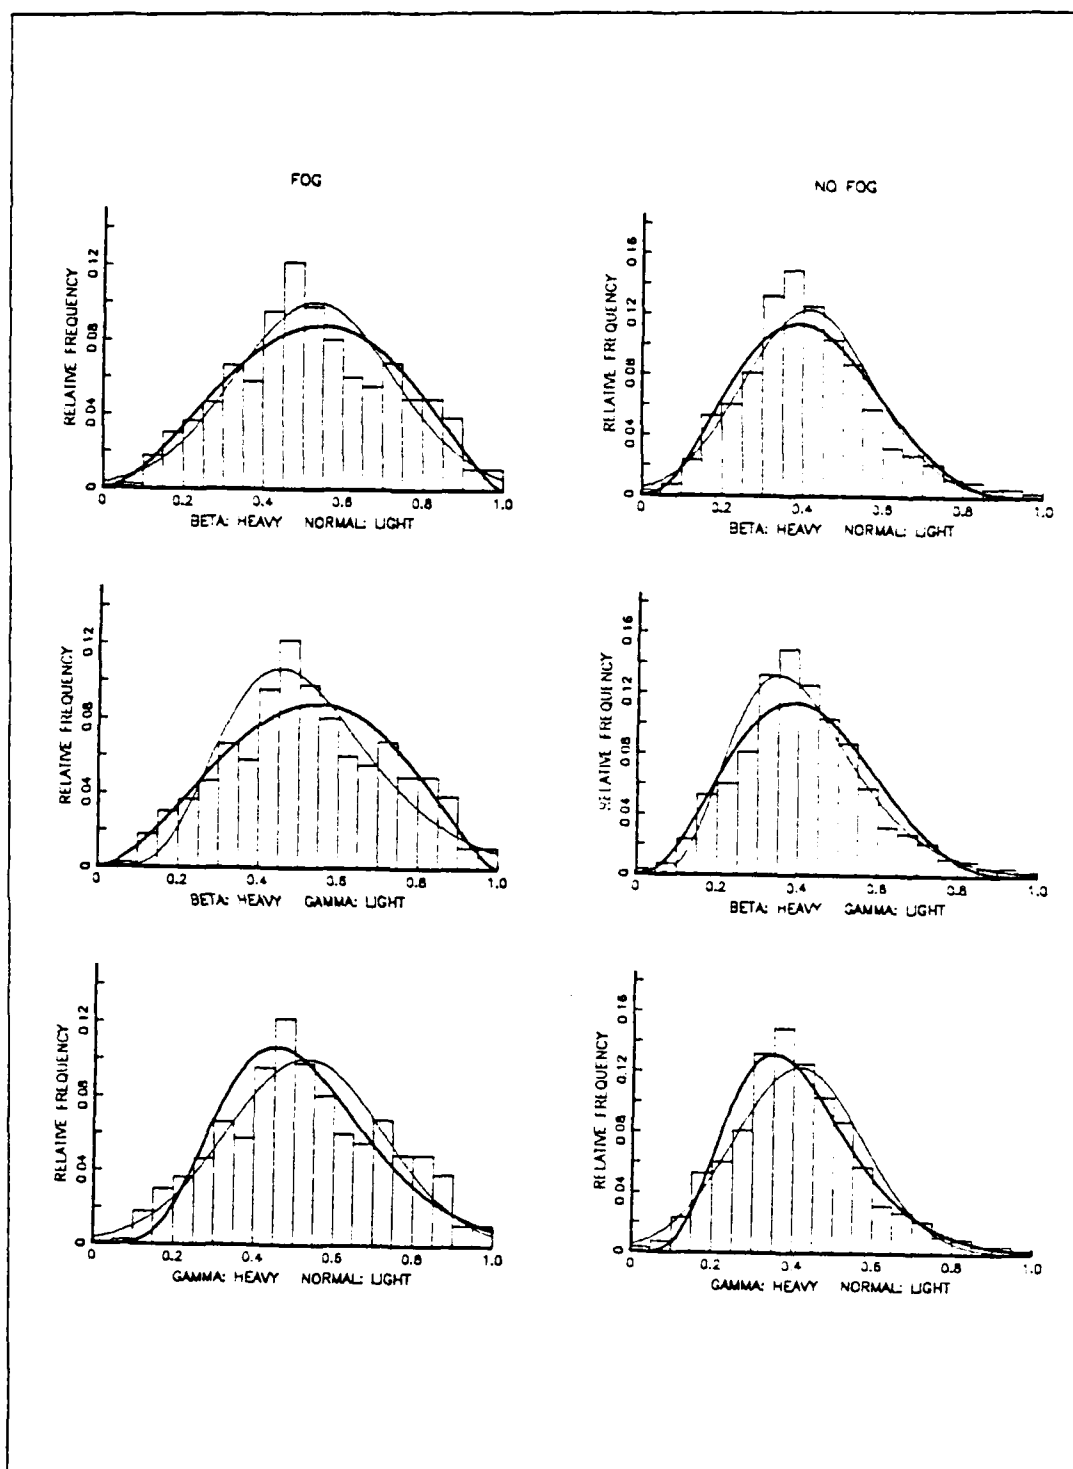 FOG
NO FOG
RELATIVE FREQUENCY
0 0.04 0.08 0.12
0 0.2 0.4 0.6 0.8 1.0
BETA: HEAVY NORMAL: LIGHT
RELATIVE FREQUENCY
0 0.04 0.08 0.12 0.16
0 0.2 0.4 0.6 0.8 1.0
BETA: HEAVY NORMAL: LIGHT
RELATIVE FREQUENCY
0 0.04 0.08 0.12
0 0.2 0.4 0.6 0.8 1.0
BETA: HEAVY GAMMA: LIGHT
RELATIVE FREQUENCY
0 0.04 0.08 0.12 0.16
0 0.2 0.4 0.6 0.8 1.0
BETA: HEAVY GAMMA: LIGHT
RELATIVE FREQUENCY
0 0.04 0.08 0.12
0 0.2 0.4 0.6 0.8 1.0
GAMMA: HEAVY NORMAL: LIGHT
RELATIVE FREQUENCY
0 0.04 0.08 0.12 0.16
0 0.2 0.4 0.6 0.8 1.0
GAMMA: HEAVY NORMAL: LIGHT